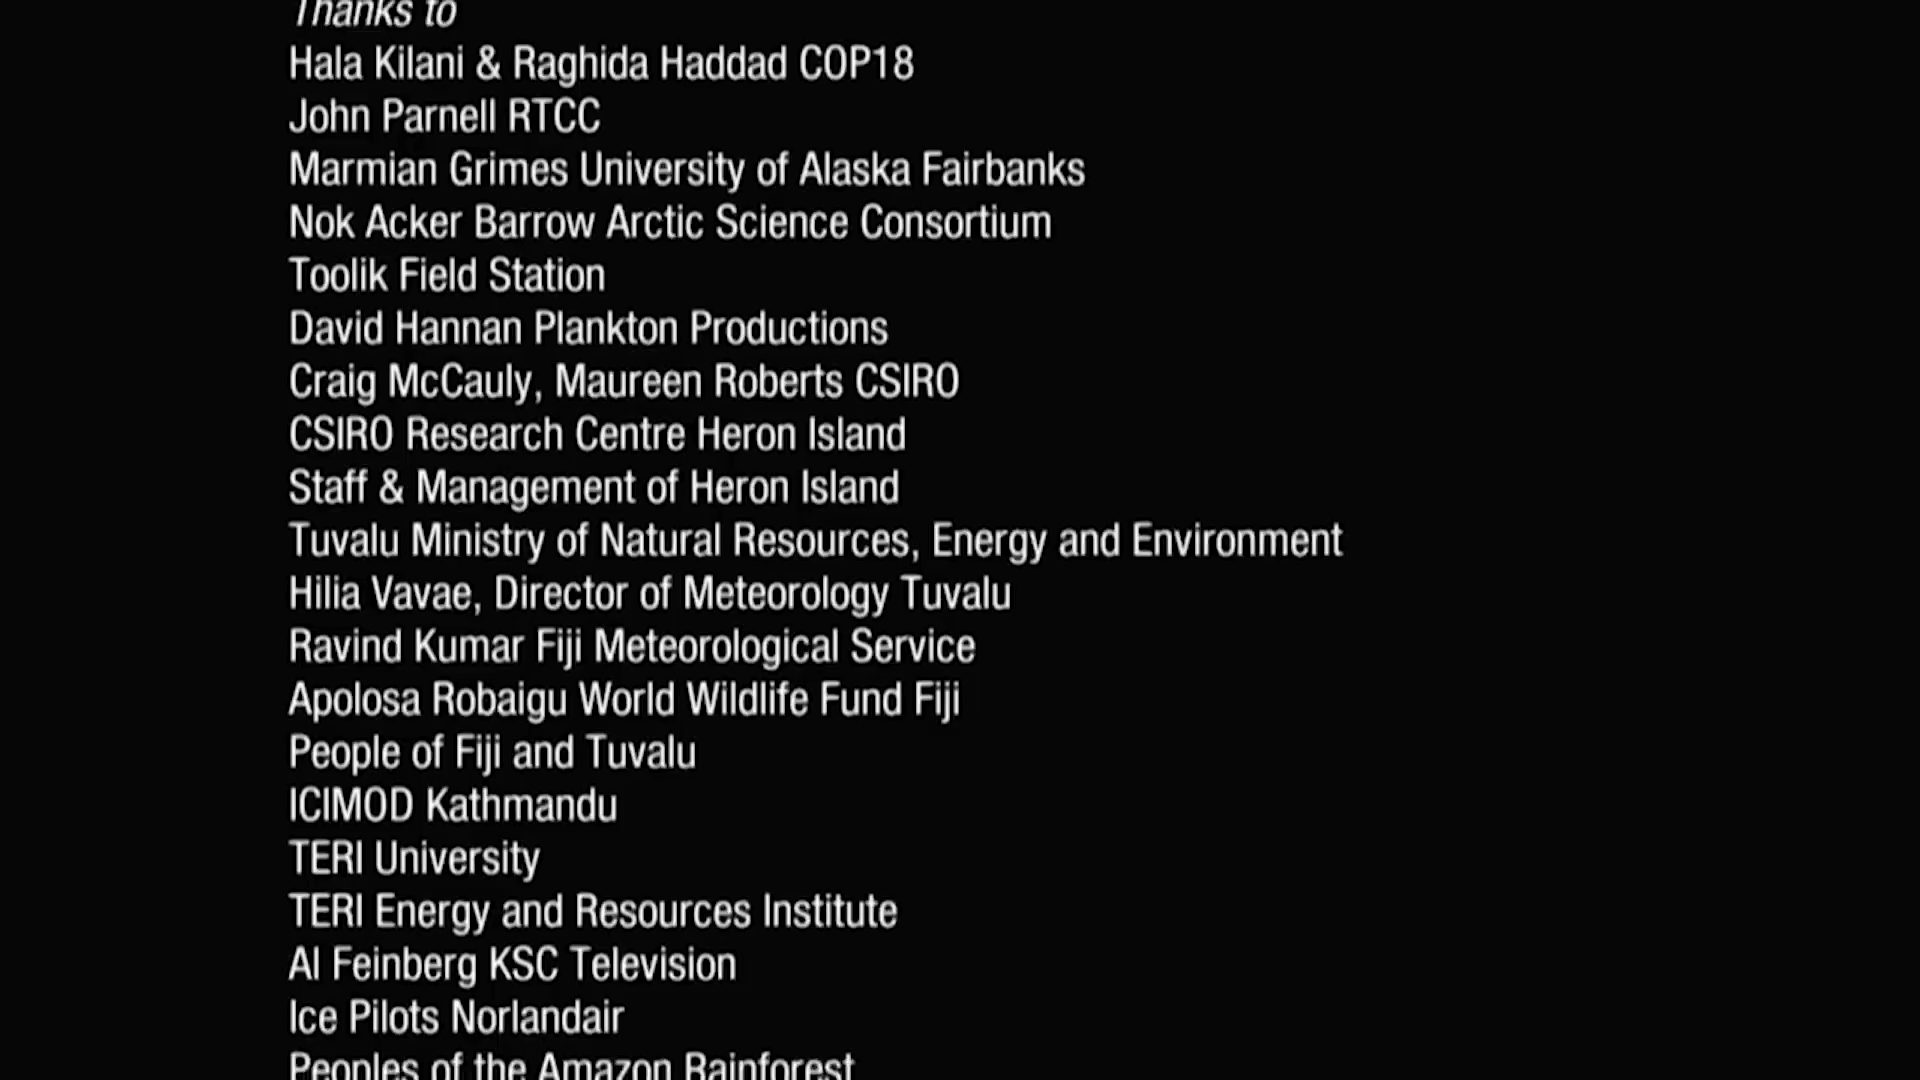 Thanks to
Hala Kilani & Raghida Haddad COP18
John Parnell RTCC
Marmian Grimes University of Alaska Fairbanks
Nok Acker Barrow Arctic Science Consortium
Toolik Field Station
David Hannan Plankton Productions
Craig McCauly, Maureen Roberts CSIRO
CSIRO Research Centre Heron Island
Staff & Management of Heron Island
Tuvalu Ministry of Natural Resources, Energy and Environment
Hilia Vavae, Director of Meteorology Tuvalu
Ravind Kumar Fiji Meteorological Service
Apolosa Robaigu World Wildlife Fund Fiji
People of Fiji and Tuvalu
ICIMOD Kathmandu
TERI University
TERI Energy and Resources Institute
Al Feinberg KSC Television
Ice Pilots Norlandair
Peoples of the Amazon Rainforest